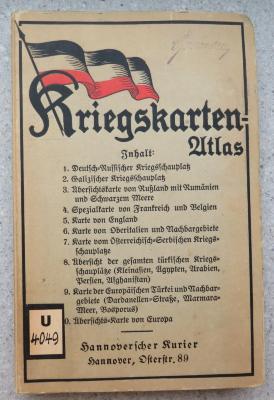 Kriegskarten-
Atlas
Inhalt:
1. Deutsch-Russischer Kriegsschauplatz
2. Galizischer Kriegsschauplatz
3. Übersichtskarte von Rußland mit Rumänien
und Schwarzem Meere
4. Spezialkarte von Frankreich und Belgien
5. Karte von England
6. Karte von Oberitalien und Nachbargebiete
7. Karte vom Österreichisch-Serbischen Kriegs-
schauplatze
8. Übersicht der gesamten türkischen Kriegs-
schauplätze (Kleinasien, Ägypten, Arabien,
Persien, Afghanistan)
9. Karte der Europäischen Türkei und Nachbar-
gebiete (Dardanellen-Straße, Marmara-
Meer, Bosporus)
0. Übersichts-Karte von Europa
U
4049
Hannoverscher Kurier
Hannover, Osterstr. 89